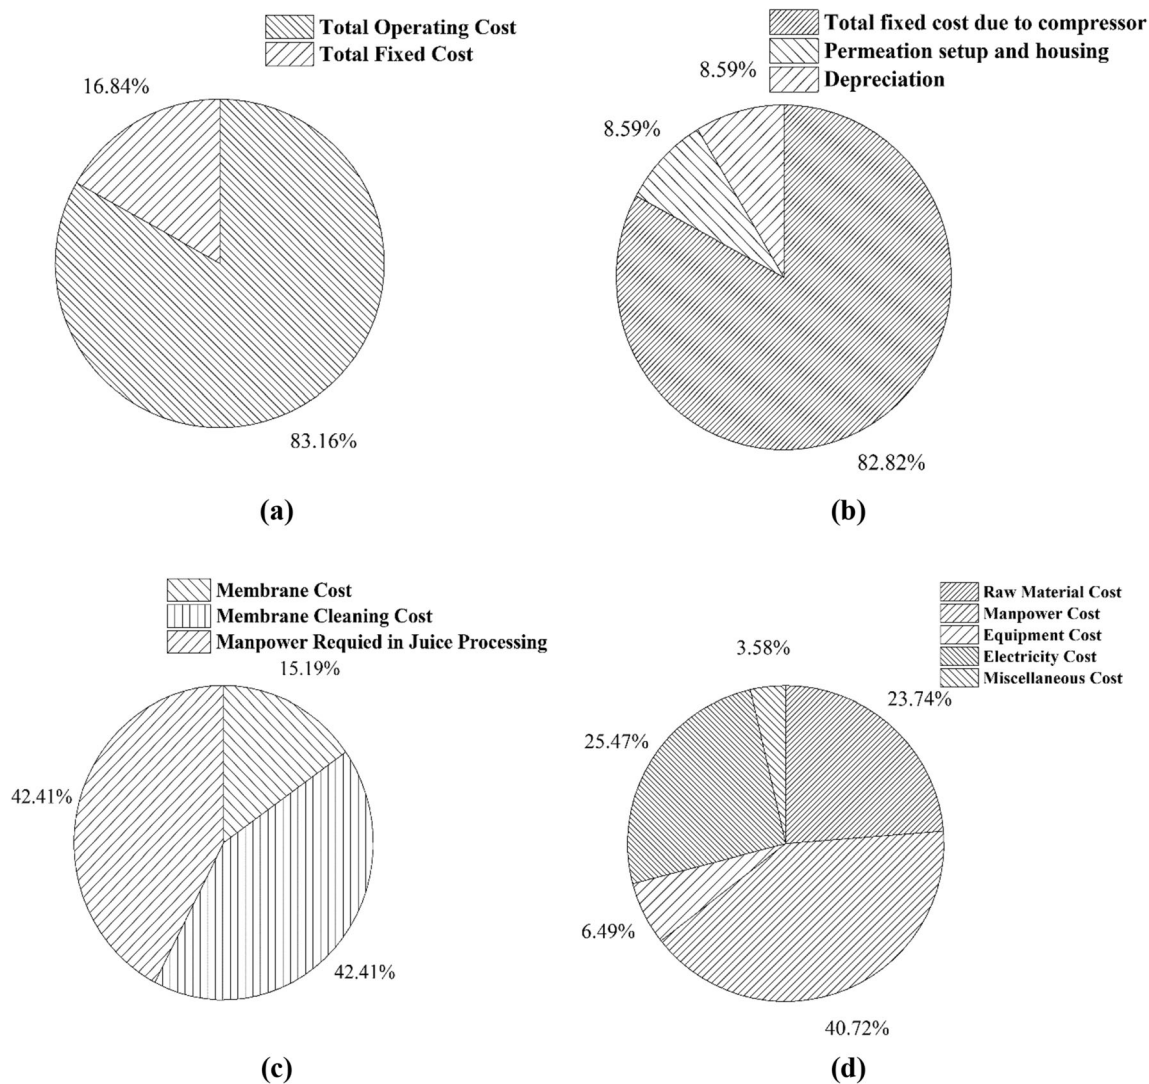 Total Operating Cost
Total Fixed Cost
16.84%
83.16%
(a)
Total fixed cost due to compressor
Permeation setup and housing
Depreciation
8.59%
8.59%
82.82%
(b)
Membrane Cost
Membrane Cleaning Cost
Manpower Requied in Juice Processing
15.19%
42.41%
42.41%
(c)
Raw Material Cost
Manpower Cost
Equipment Cost
Electricity Cost
Miscellaneous Cost
3.58%
23.74%
25.47%
6.49%
40.72%
(d)